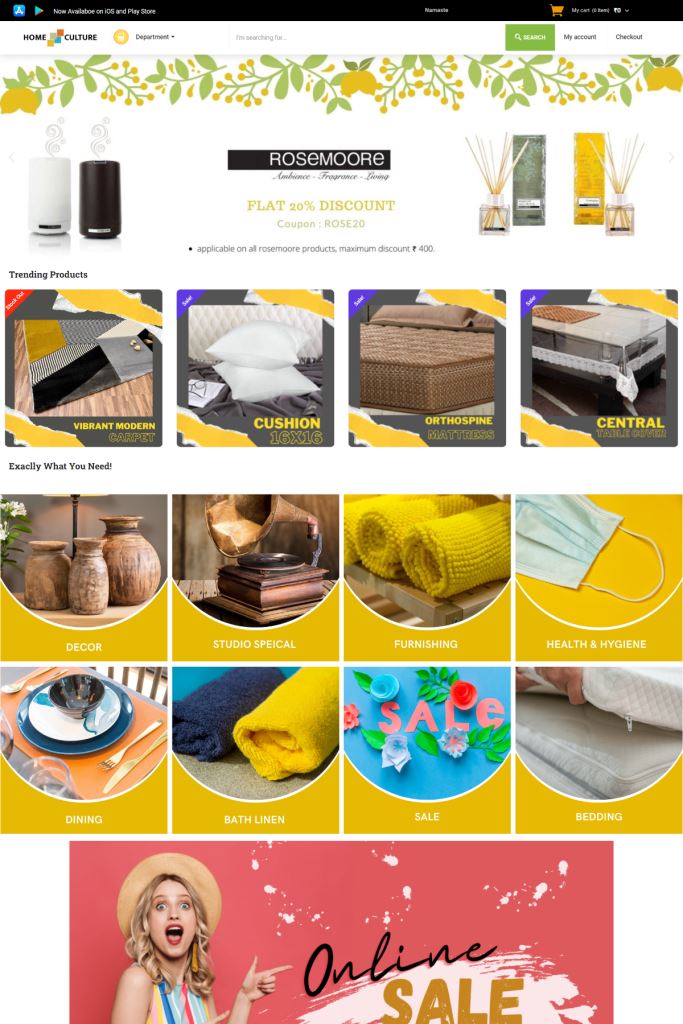 Now Availaboe on iOS and Play Store
Namaste
My cart (0 Item) ₹0
HOME CULTURE
Department
I'm searching for...
SEARCH
My account
Checkout
ROSEMOORE
Ambience - Fragrance - Living
FLAT 20% DISCOUNT
Coupon : ROSE20
applicable on all rosemoore products, maximum discount ₹ 400.
Trending Products
Stock Out
VIBRANT MODERN
CARPET
Sale!
CUSHION
16X16
Sale!
ORTHOSPINE
MATTRESS
Sale!
CENTRAL
TABLE COVER
Exaclly What You Need!
DECOR
STUDIO SPEICAL
FURNISHING
HEALTH & HYGIENE
DINING
BATH LINEN
SALE
SALE
BEDDING
Online
SALE